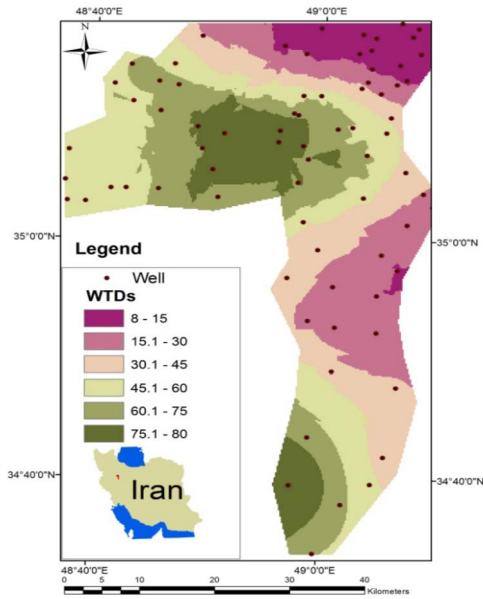 48°40'0"E 49°0'0"E
35°0'0"N 35°0'0"N
Legend
Well
WTDs
8 - 15
15.1 - 30
30.1 - 45
45.1 - 60
60.1 - 75
75.1 - 80
34°40'0"N 34°40'0"N
Iran
48°40'0"E 49°0'0"E
0 5 10 20 30 40
Kilometers